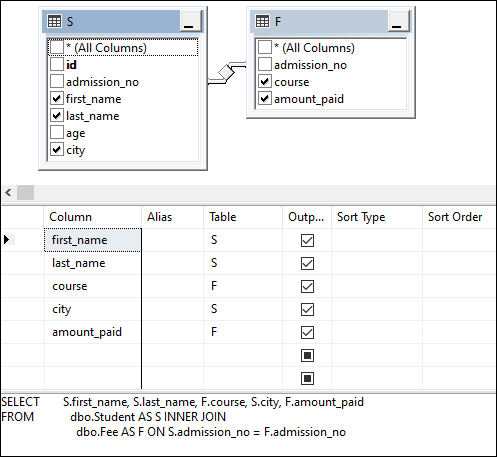 S
* (All Columns)
id
admission_no
first_name
last_name
age
city
F
* (All Columns)
admission_no
course
amount_paid
Column Alias Table Outp... Sort Type Sort Order
first_name S
last_name S
course F
city S
amount_paid F
SELECT S.first_name, S.last_name, F.course, S.city, F.amount_paid
FROM dbo.Student AS S INNER JOIN
dbo.Fee AS F ON S.admission_no = F.admission_no